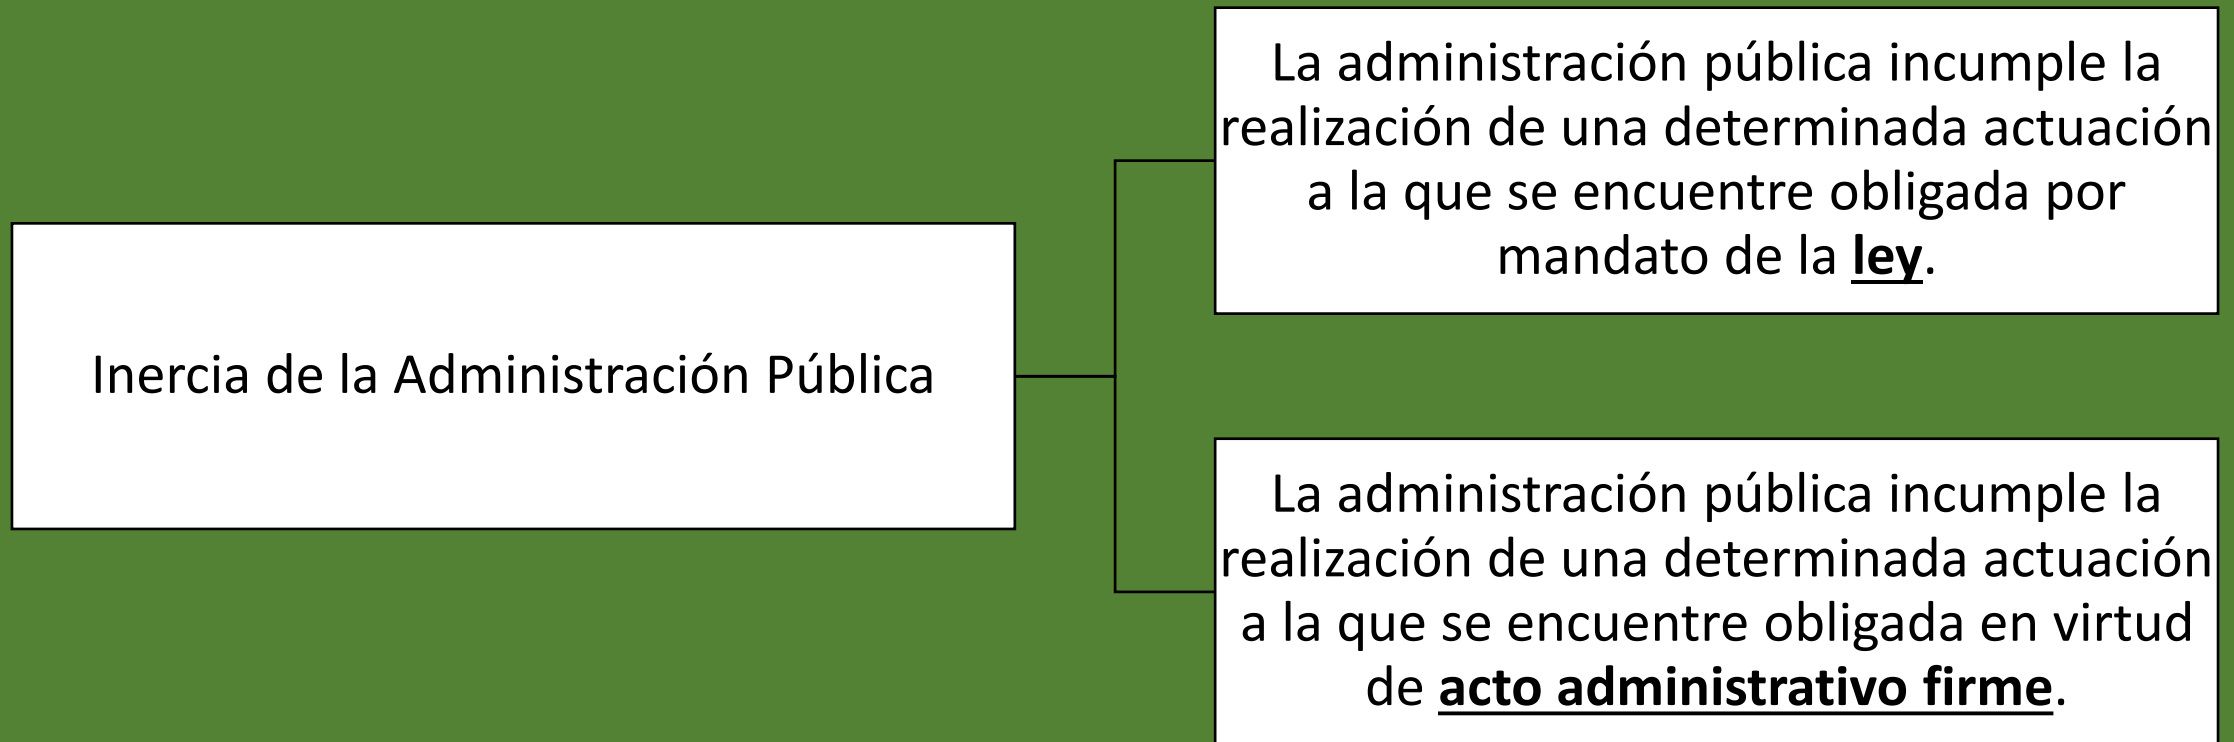 Inercia de la Administración Pública
La administración pública incumple la
realización de una determinada actuación
a la que se encuentre obligada por
mandato de la ley.
La administración pública incumple la
realización de una determinada actuación
a la que se encuentre obligada en virtud
de acto administrativo firme.